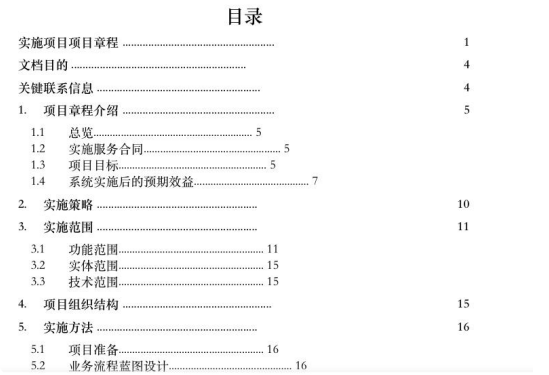 目录
实施项目项目章程 ........................................................ 1
文档目的 ................................................................ 4
关键联系信息 ............................................................ 4
1. 项目章程介绍 ........................................................ 5
1.1 总览........................................................ 5
1.2 实施服务合同................................................ 5
1.3 项目目标.................................................... 5
1.4 系统实施后的预期效益.......................................... 7
2. 实施策略 ........................................................... 10
3. 实施范围 ........................................................... 11
3.1 功能范围.................................................... 11
3.2 实体范围.................................................... 15
3.3 技术范围.................................................... 15
4. 项目组织结构 ....................................................... 15
5. 实施方法 ........................................................... 16
5.1 项目准备.................................................... 16
5.2 业务流程蓝图设计............................................. 16